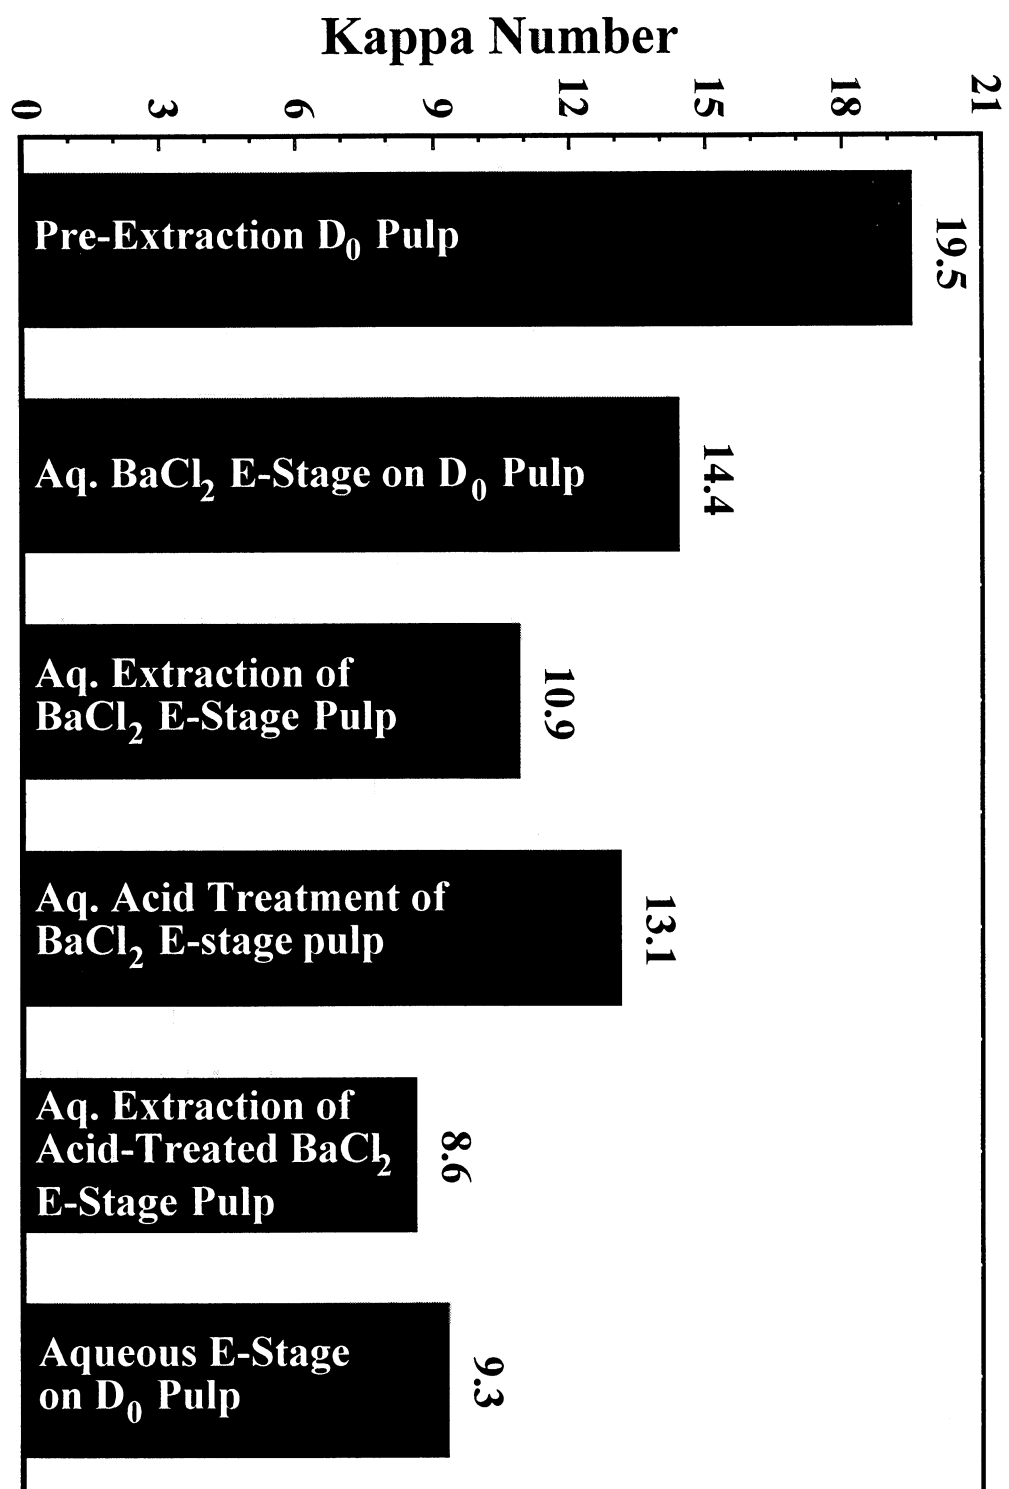 Kappa Number
0 3 6 9 12 15 18 21
Pre-Extraction D₀ Pulp
19.5
Aq. BaCl₂ E-Stage on D₀ Pulp
14.4
Aq. Extraction of
BaCl₂ E-Stage Pulp
10.9
Aq. Acid Treatment of
BaCl₂ E-stage pulp
13.1
Aq. Extraction of
Acid-Treated BaCl₂
E-Stage Pulp
8.6
Aqueous E-Stage
on D₀ Pulp
9.3